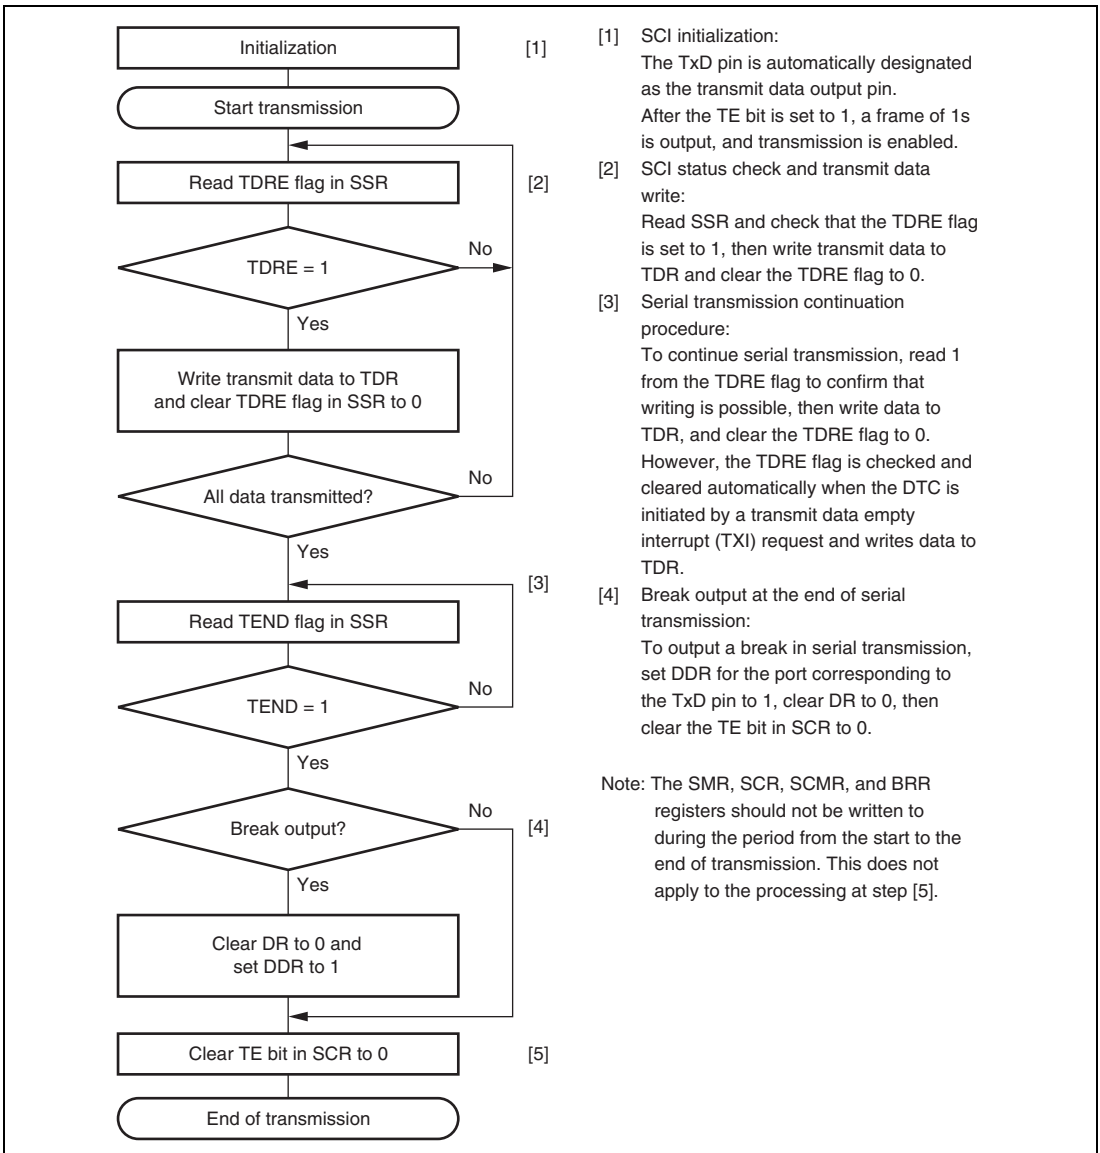 Initialization
[1]
Start transmission
Read TDRE flag in SSR
[2]
No
TDRE = 1
Yes
Write transmit data to TDR
and clear TDRE flag in SSR to 0
No
All data transmitted?
Yes
[3]
Read TEND flag in SSR
No
TEND = 1
Yes
No
Break output?
[4]
Yes
Clear DR to 0 and
set DDR to 1
Clear TE bit in SCR to 0
[5]
End of transmission
[1] SCI initialization:
The TxD pin is automatically designated
as the transmit data output pin.
After the TE bit is set to 1, a frame of 1s
is output, and transmission is enabled.
[2] SCI status check and transmit data
write:
Read SSR and check that the TDRE flag
is set to 1, then write transmit data to
TDR and clear the TDRE flag to 0.
[3] Serial transmission continuation
procedure:
To continue serial transmission, read 1
from the TDRE flag to confirm that
writing is possible, then write data to
TDR, and clear the TDRE flag to 0.
However, the TDRE flag is checked and
cleared automatically when the DTC is
initiated by a transmit data empty
interrupt (TXI) request and writes data to
TDR.
[4] Break output at the end of serial
transmission:
To output a break in serial transmission,
set DDR for the port corresponding to
the TxD pin to 1, clear DR to 0, then
clear the TE bit in SCR to 0.
Note: The SMR, SCR, SCMR, and BRR
registers should not be written to
during the period from the start to the
end of transmission. This does not
apply to the processing at step [5].